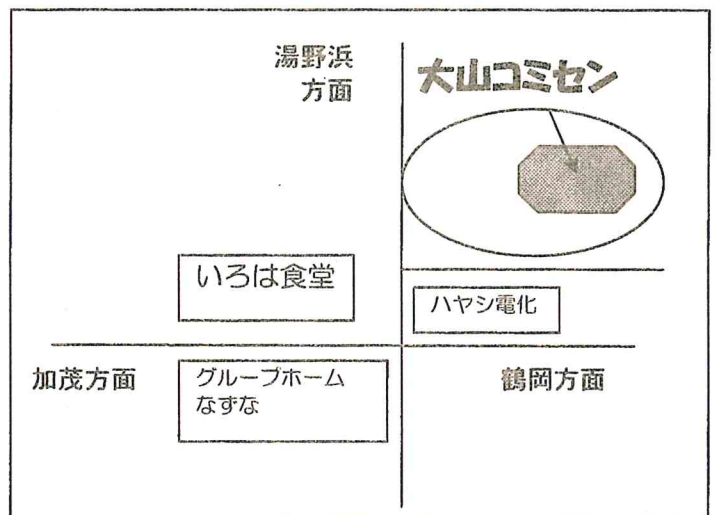 湯野浜
方面
大山コミセン
いろは食堂
ハヤシ電化
加茂方面
グループホーム
なずな
鶴岡方面